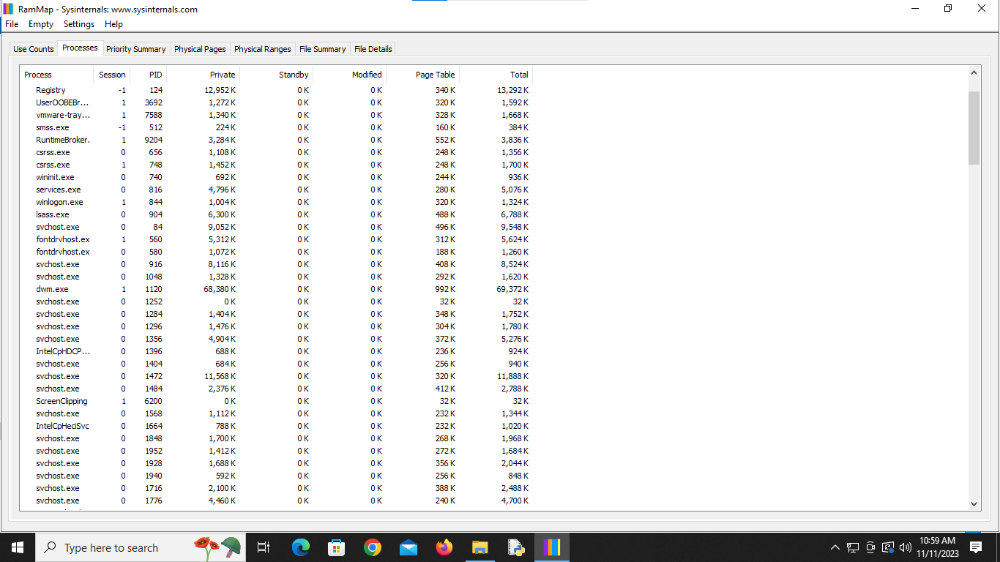 RamMap - Sysinternals: www.sysinternals.com
File Empty Settings Help
Use Counts Processes Priority Summary Physical Pages Physical Ranges File Summary File Details
Process Session PID Private Standby Modified Page Table Total
Registry -1 124 12,952 K 0 K 0 K 340 K 13,292 K
UserOOBEBr... 1 3692 1,272 K 0 K 0 K 320 K 1,592 K
vmware-tray... 1 7588 1,340 K 0 K 0 K 328 K 1,668 K
smss.exe -1 512 224 K 0 K 0 K 160 K 384 K
RuntimeBroker. 1 9204 3,284 K 0 K 0 K 552 K 3,836 K
csrss.exe 0 656 1,108 K 0 K 0 K 248 K 1,356 K
csrss.exe 1 748 1,452 K 0 K 0 K 248 K 1,700 K
wininit.exe 0 740 692 K 0 K 0 K 244 K 936 K
services.exe 0 816 4,796 K 0 K 0 K 280 K 5,076 K
winlogon.exe 1 844 1,004 K 0 K 0 K 320 K 1,324 K
lsass.exe 0 904 6,300 K 0 K 0 K 488 K 6,788 K
svchost.exe 0 84 9,052 K 0 K 0 K 496 K 9,548 K
fontdrvhost.ex 1 560 5,312 K 0 K 0 K 312 K 5,624 K
fontdrvhost.ex 0 580 1,072 K 0 K 0 K 188 K 1,260 K
svchost.exe 0 916 8,116 K 0 K 0 K 408 K 8,524 K
svchost.exe 0 1048 1,328 K 0 K 0 K 292 K 1,620 K
dwm.exe 1 1120 68,380 K 0 K 0 K 992 K 69,372 K
svchost.exe 0 1252 0 K 0 K 0 K 32 K 32 K
svchost.exe 0 1284 1,404 K 0 K 0 K 348 K 1,752 K
svchost.exe 0 1296 1,476 K 0 K 0 K 304 K 1,780 K
svchost.exe 0 1356 4,904 K 0 K 0 K 372 K 5,276 K
IntelCpHDCP... 0 1396 688 K 0 K 0 K 236 K 924 K
svchost.exe 0 1404 684 K 0 K 0 K 256 K 940 K
svchost.exe 0 1472 11,568 K 0 K 0 K 320 K 11,888 K
svchost.exe 0 1484 2,376 K 0 K 0 K 412 K 2,788 K
ScreenClipping 1 6200 0 K 0 K 0 K 32 K 32 K
svchost.exe 0 1568 1,112 K 0 K 0 K 232 K 1,344 K
IntelCpHeciSvc 0 1664 788 K 0 K 0 K 232 K 1,020 K
svchost.exe 0 1848 1,700 K 0 K 0 K 268 K 1,968 K
svchost.exe 0 1952 1,412 K 0 K 0 K 272 K 1,684 K
svchost.exe 0 1928 1,688 K 0 K 0 K 356 K 2,044 K
svchost.exe 0 1940 592 K 0 K 0 K 256 K 848 K
svchost.exe 0 1716 2,100 K 0 K 0 K 388 K 2,488 K
svchost.exe 0 1776 4,460 K 0 K 0 K 240 K 4,700 K
Type here to search
10:59 AM
11/11/2023